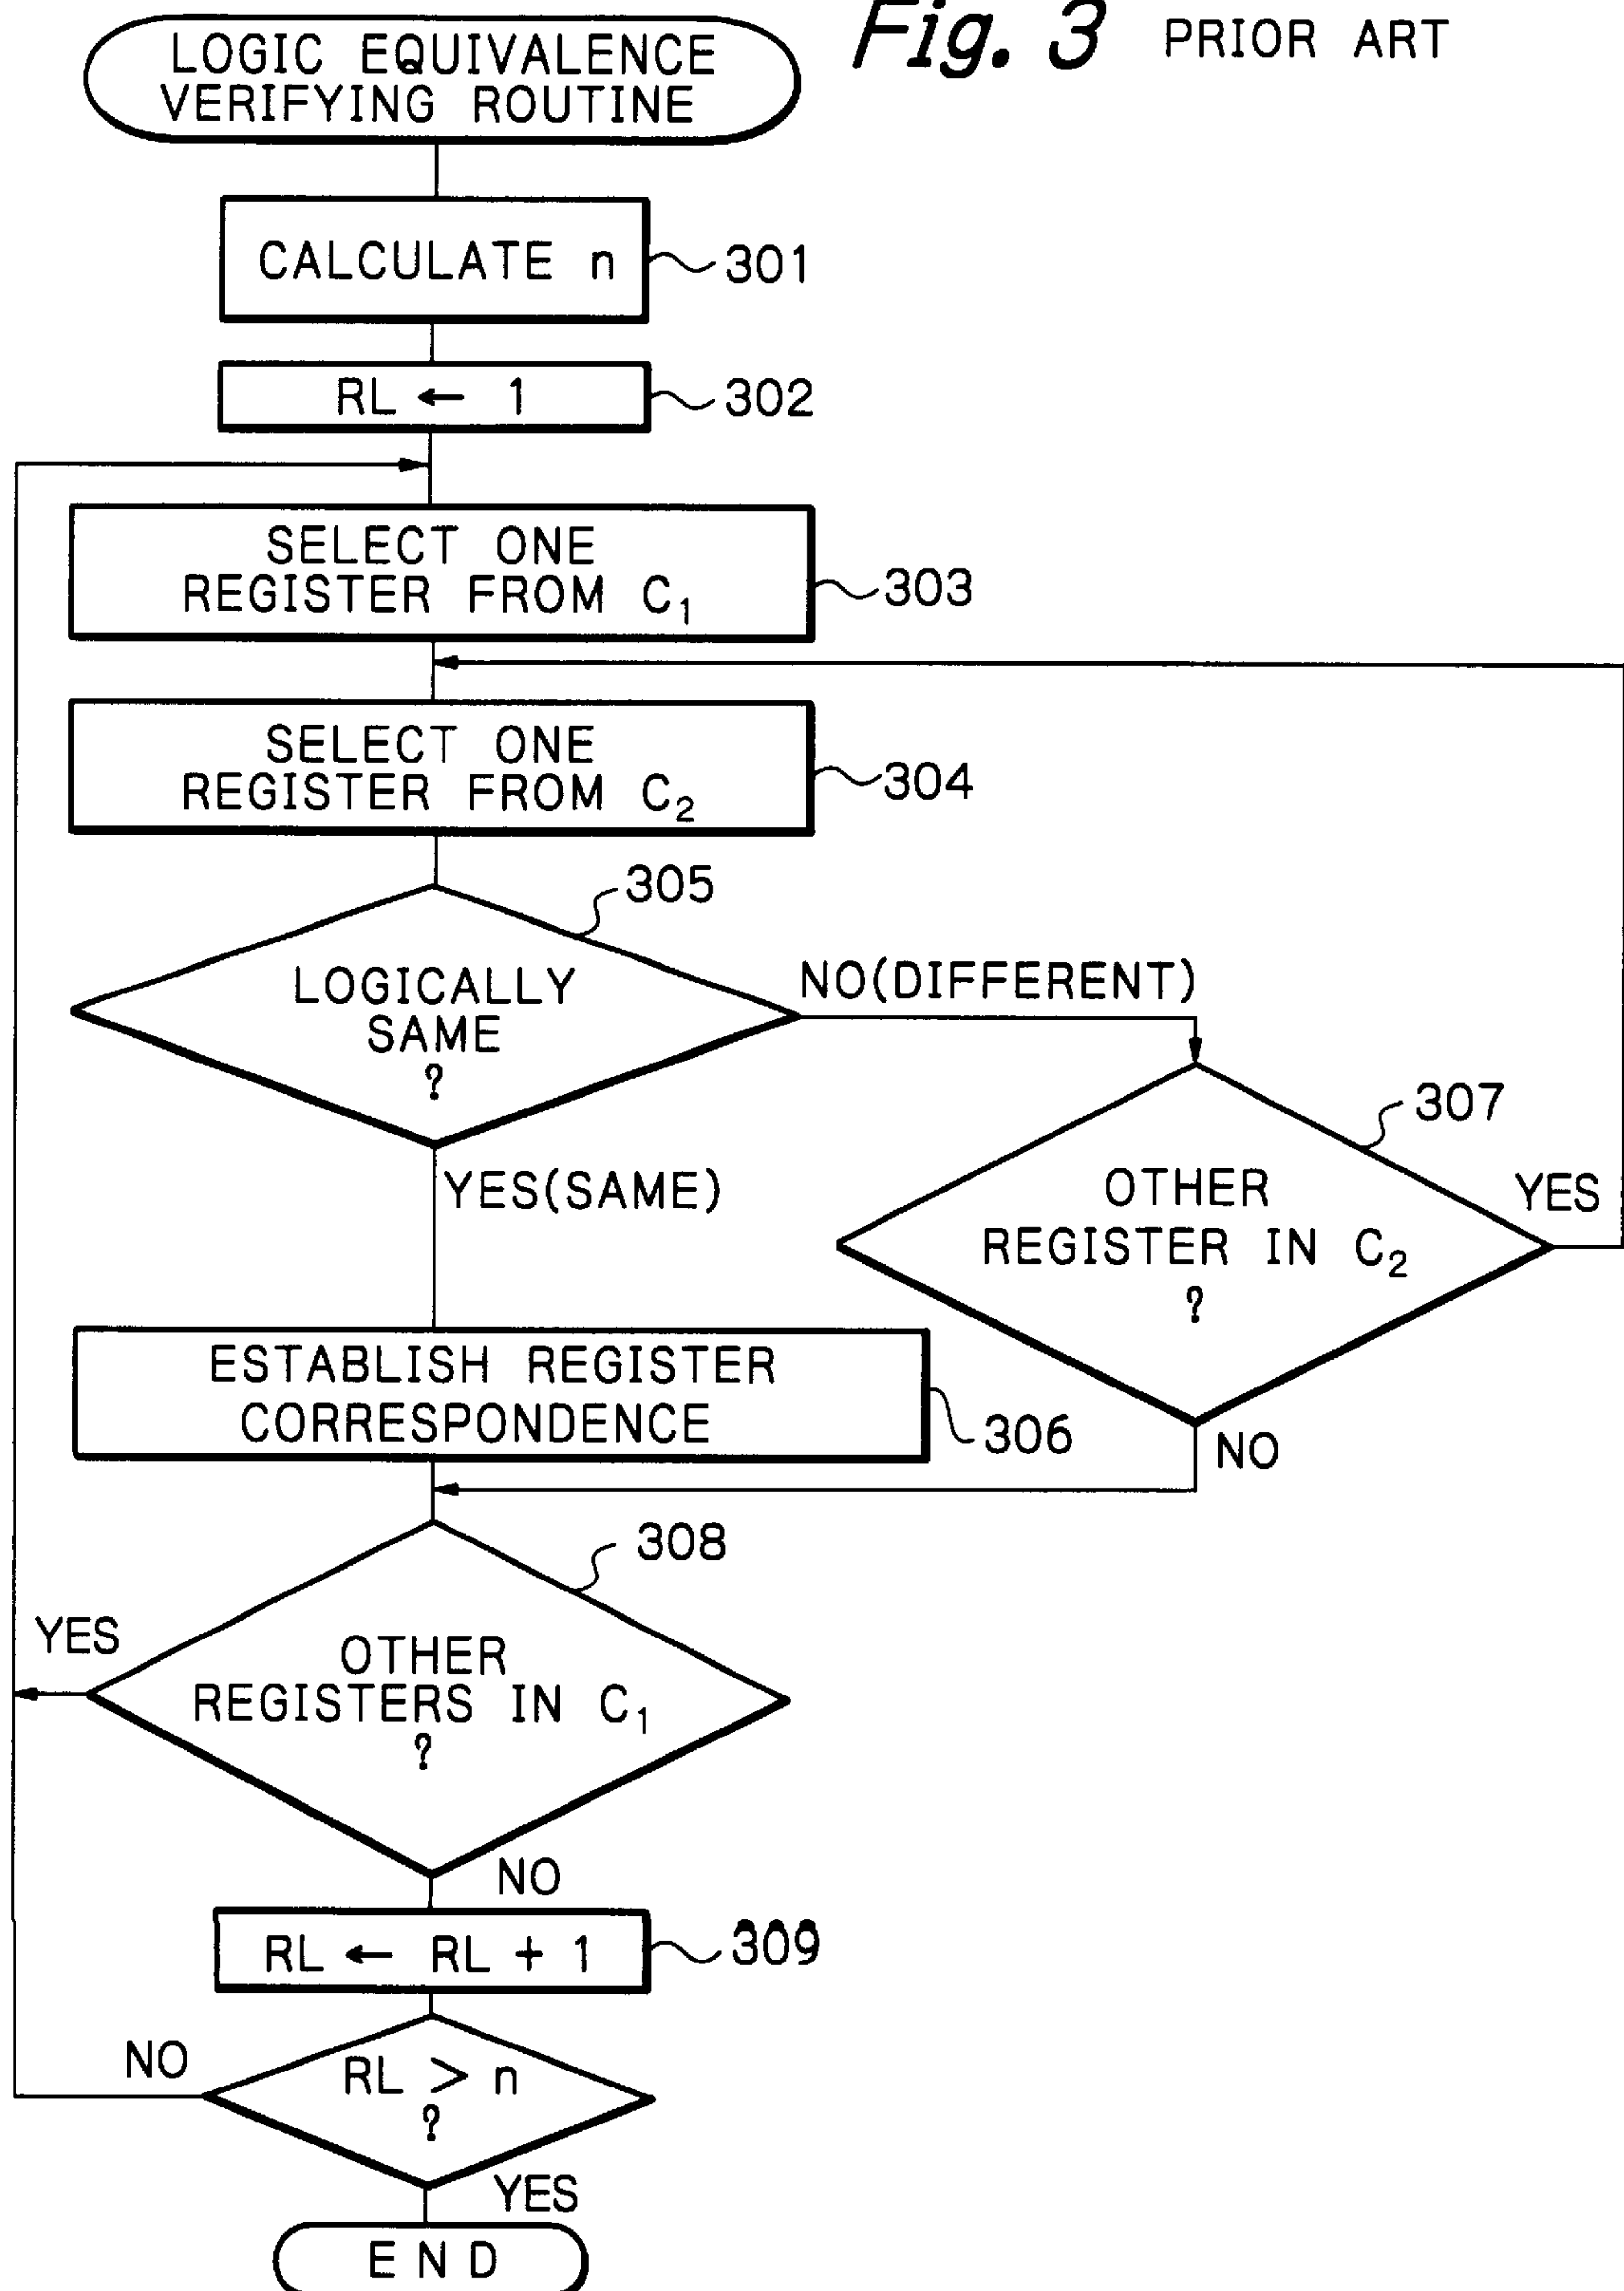 Fig. 3 PRIOR ART
LOGIC EQUIVALENCE
VERIFYING ROUTINE
CALCULATE n
301
RL ← 1
302
SELECT ONE
REGISTER FROM C₁
303
SELECT ONE
REGISTER FROM C₂
304
305
LOGICALLY
SAME
?
NO(DIFFERENT)
YES(SAME)
307
OTHER
REGISTER IN C₂
?
YES
NO
ESTABLISH REGISTER
CORRESPONDENCE
306
308
OTHER
REGISTERS IN C₁
?
YES
NO
RL ← RL + 1
309
RL > n
?
NO
YES
END